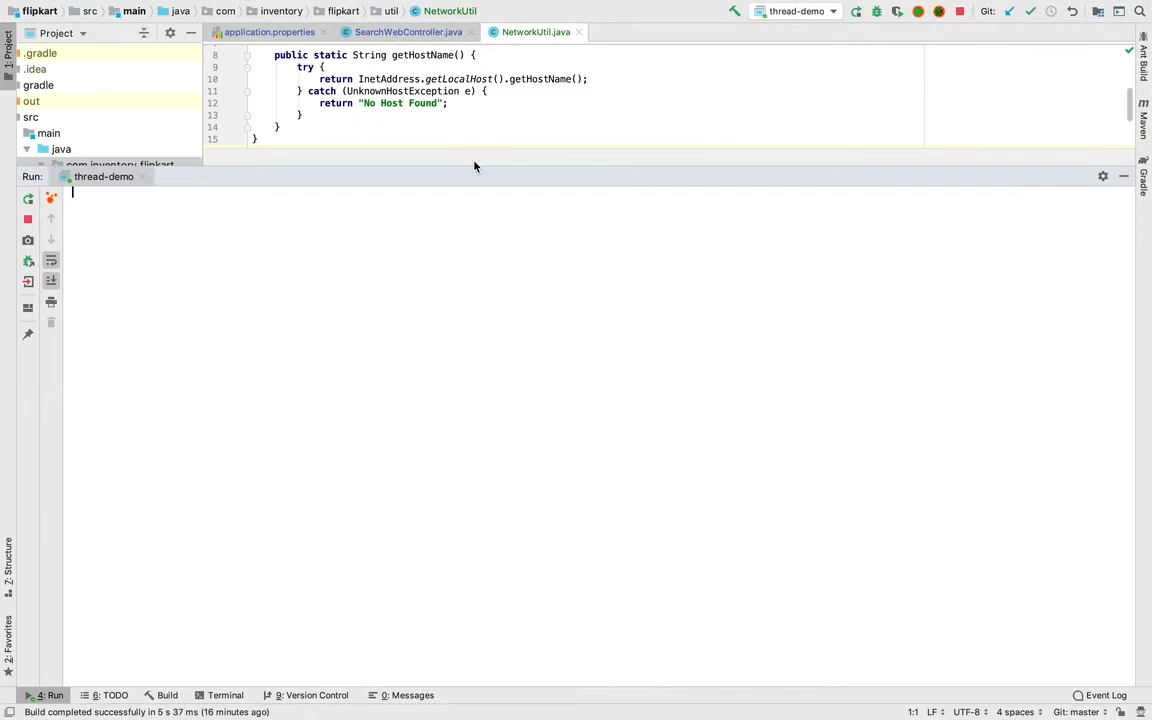 flipkart src main java com inventory flipkart util NetworkUtil thread-demo Git:
1: Project Project application.properties SearchWebController.java NetworkUtil.java Ant Build
.gradle
.idea
gradle
out
src
main
java
8 public static String getHostName() {
9 try {
10 return InetAddress.getLocalHost().getHostName();
11 } catch (UnknownHostException e) {
12 return "No Host Found";
13 }
14 }
15 }
m Maven
Gradle
com.inventory.flipkart
Run: thread-demo
7: Structure
2: Favorites
4: Run 6: TODO Build Terminal 9: Version Control 0: Messages Event Log
Build completed successfully in 5 s 37 ms (16 minutes ago) 1:1 LF UTF-8 4 spaces Git: master